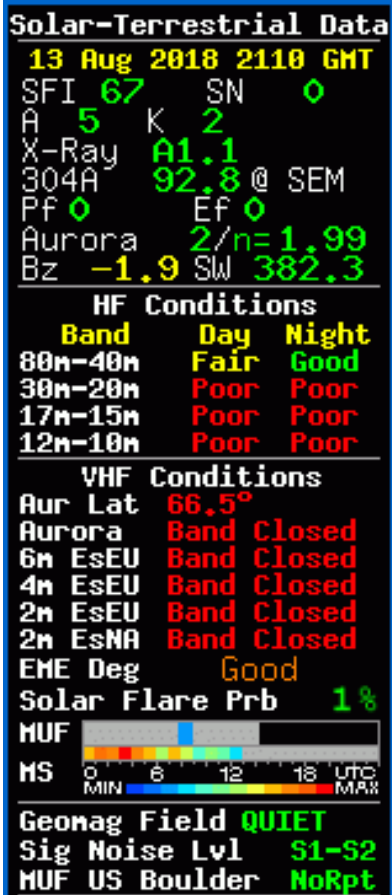 Solar-Terrestrial Data
13 Aug 2018 2110 GMT
SFI 67 SN 0
A 5 K 2
X-Ray A1.1
304A 92.8 @ SEM
Pf 0 Ef 0
Aurora 2/n=1.99
Bz -1.9 SW 382.3
HF Conditions
Band Day Night
80m-40m Fair Good
30m-20m Poor Poor
17m-15m Poor Poor
12m-10m Poor Poor
VHF Conditions
Aur Lat 66.5°
Aurora Band Closed
6m EsEU Band Closed
4m EsEU Band Closed
2m EsEU Band Closed
2m EsNA Band Closed
EME Deg Good
Solar Flare Prb 1%
MUF
MS 0 6 12 18 UTC
MIN MAX
Geomag Field QUIET
Sig Noise Lvl S1-S2
MUF US Boulder NoRpt